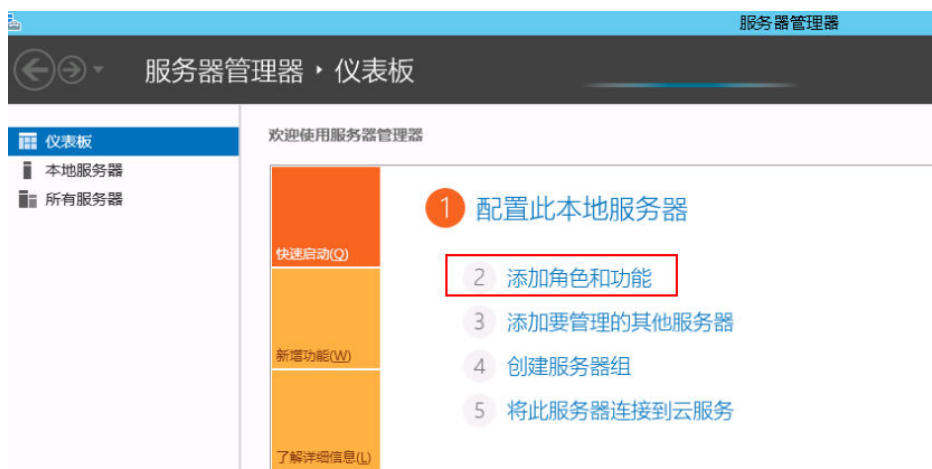 服务器管理器
服务器管理器 ‣ 仪表板
仪表板
本地服务器
所有服务器
欢迎使用服务器管理器
快速启动(Q)
新增功能(W)
了解详细信息(L)
1 配置此本地服务器
2 添加角色和功能
3 添加要管理的其他服务器
4 创建服务器组
5 将此服务器连接到云服务